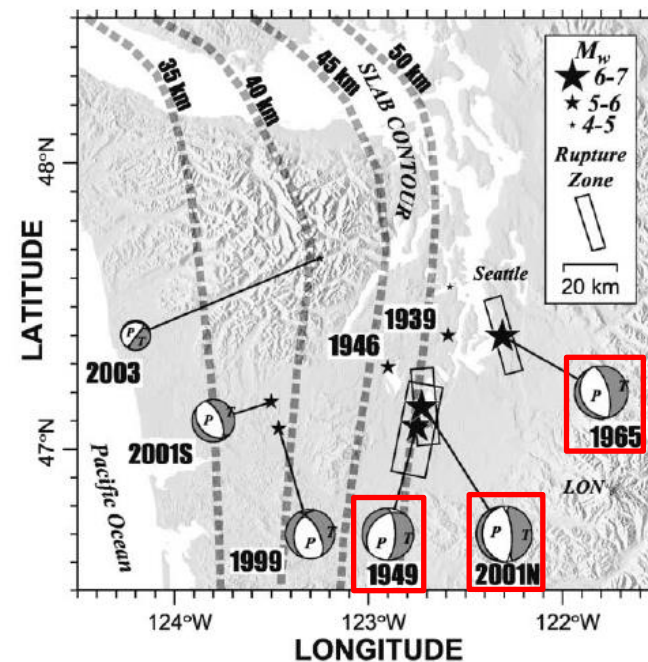 35 km
40 km
45 km
50 km
SLAB CONTOUR
Mw
6-7
5-6
4-5
Rupture
Zone
20 km
48°N
LATITUDE
Seattle
1939
1946
P
T
2003
P
T
2001S
P
T
1965
47°N
Pacific Ocean
LON
P
T
1999
P
T
1949
P
T
2001N
P
T
124°W
123°W
122°W
LONGITUDE